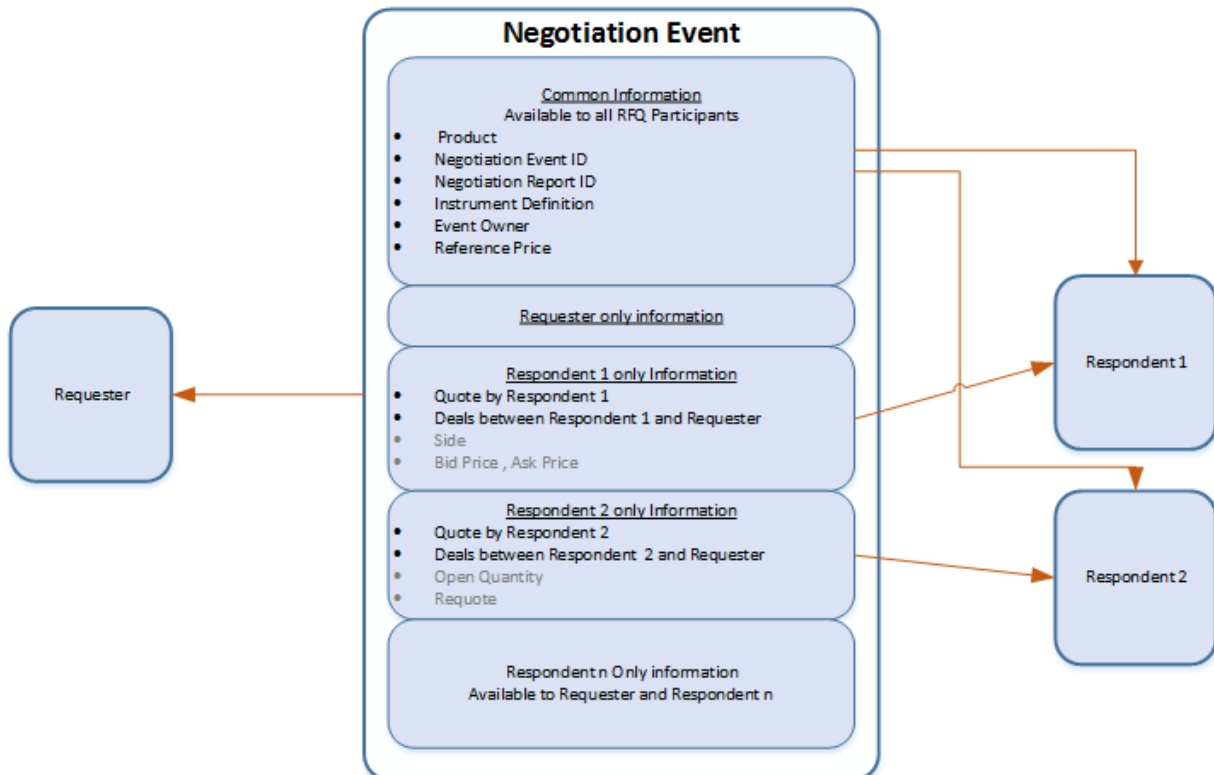 Negotiation Event
Common Information
Available to all RFQ Participants
• Product
• Negotiation Event ID
• Negotiation Report ID
• Instrument Definition
• Event Owner
• Reference Price
Requester only information
Respondent 1 only Information
• Quote by Respondent 1
• Deals between Respondent 1 and Requester
• Side
• Bid Price , Ask Price
Respondent 2 only Information
• Quote by Respondent 2
• Deals between Respondent 2 and Requester
• Open Quantity
• Requote
Respondent n Only information
Available to Requester and Respondent n
Requester
Respondent 1
Respondent 2